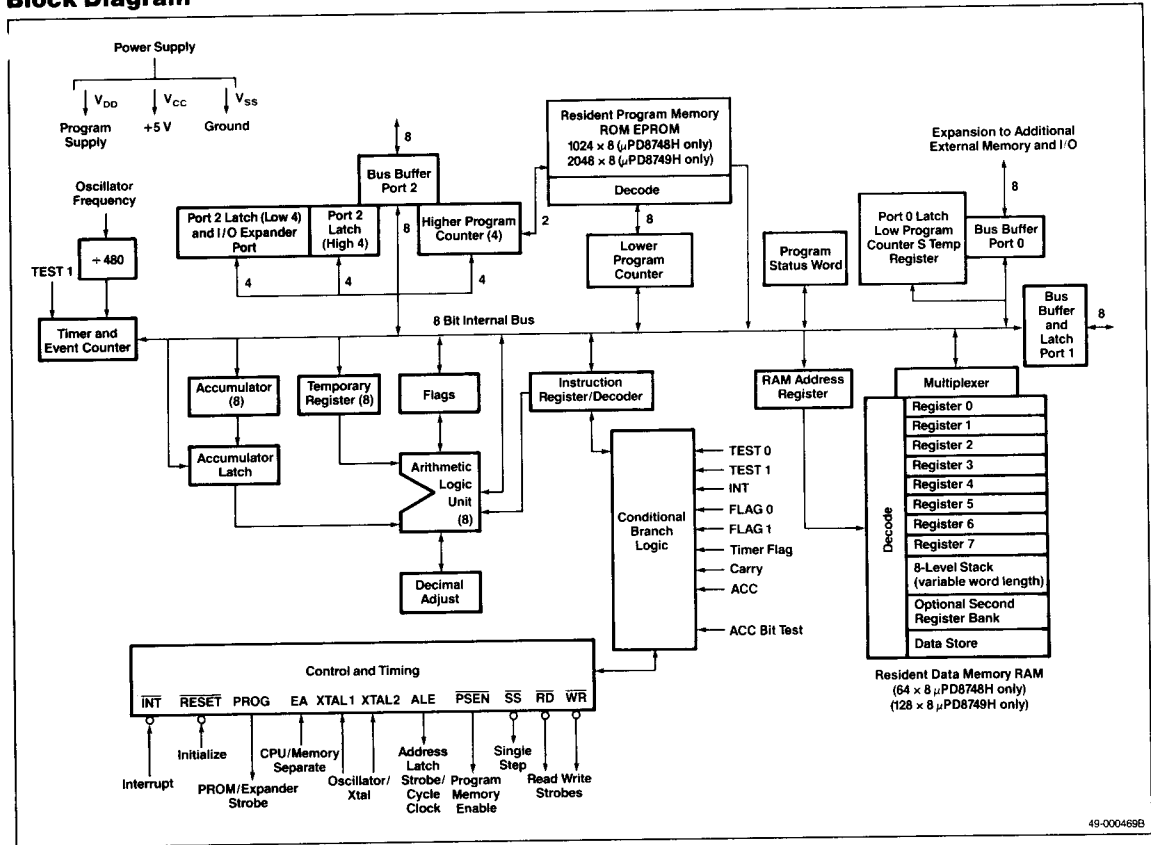 Block Diagram
Power Supply
VDD
VCC
VSS
Program
Supply
+5 V
Ground
Oscillator
Frequency
÷ 480
TEST 1
Timer and
Event Counter
8
Bus Buffer
Port 2
Port 2 Latch (Low 4)
and I/O Expander
Port
Port 2
Latch
(High 4)
8
Higher Program
Counter (4)
2
4
4
4
Resident Program Memory
ROM EPROM
1024 × 8 (µPD8748H only)
2048 × 8 (µPD8749H only)
Decode
8
Lower
Program
Counter
Program
Status Word
Expansion to Additional
External Memory and I/O
8
Port 0 Latch
Low Program
Counter S Temp
Register
Bus Buffer
Port 0
Bus
Buffer
and
Latch
Port 1
8
8 Bit Internal Bus
Accumulator
(8)
Temporary
Register (8)
Flags
Instruction
Register/Decoder
RAM Address
Register
Multiplexer
Accumulator
Latch
Arithmetic
Logic
Unit
(8)
Decimal
Adjust
Conditional
Branch
Logic
TEST 0
TEST 1
INT
FLAG 0
FLAG 1
Timer Flag
Carry
ACC
ACC Bit Test
Decode
Register 0
Register 1
Register 2
Register 3
Register 4
Register 5
Register 6
Register 7
8-Level Stack
(variable word length)
Optional Second
Register Bank
Data Store
Resident Data Memory RAM
(64 × 8 µPD8748H only)
(128 × 8 µPD8749H only)
Control and Timing
INT RESET PROG EA XTAL1 XTAL2 ALE PSEN SS RD WR
Interrupt
Initialize
PROM/Expander
Strobe
CPU/Memory
Separate
Oscillator/
Xtal
Address
Latch
Strobe/
Cycle
Clock
Program
Memory
Enable
Single
Step
Read Write
Strobes
49-000469B